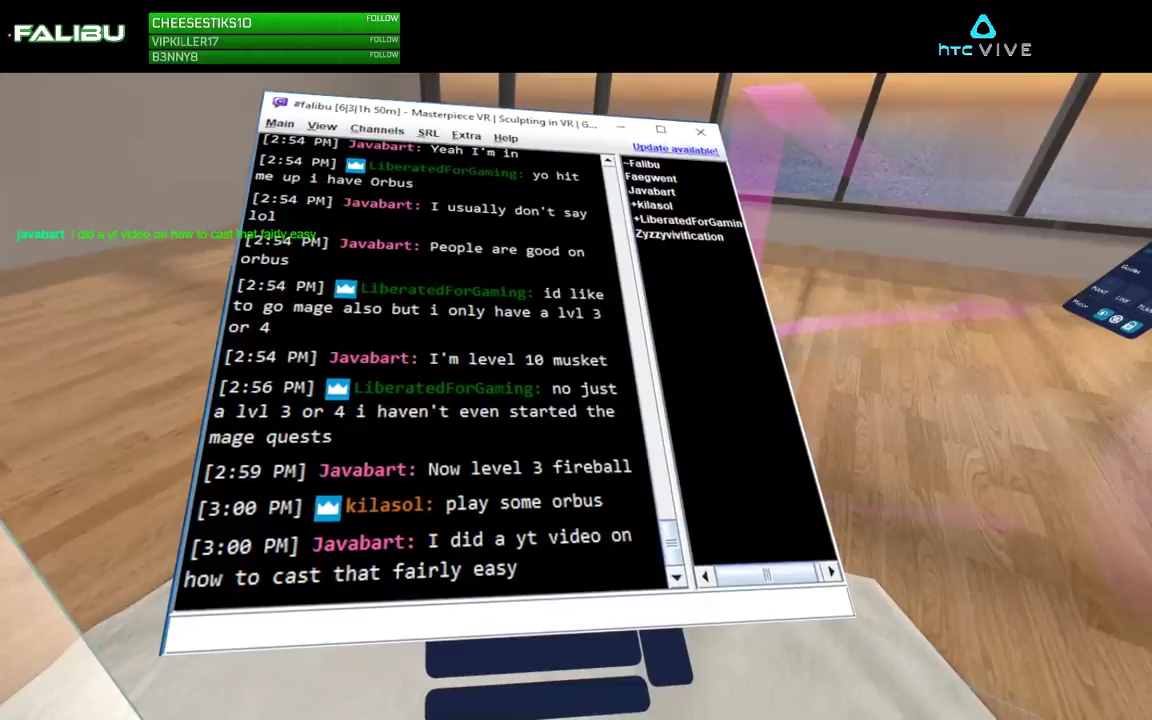 FALIBU
CHEESESTIKS10 FOLLOW
VIPKILLER17 FOLLOW
B3NNY8 FOLLOW
htc VIVE
#falibu [6|3|1h 50m] - Masterpiece VR | Sculpting in VR | G...
Main View Channels SRL Extra Help
Update available!
[2:54 PM] Javabart: Yeah I'm in
[2:54 PM] LiberatedForGaming: yo hit
me up i have Orbus
[2:54 PM] Javabart: I usually don't say
lol
javabart I did a yt video on how to cast that fairly easy
[2:54 PM] Javabart: People are good on
orbus
[2:54 PM] LiberatedForGaming: id like
to go mage also but i only have a lvl 3
or 4
[2:54 PM] Javabart: I'm level 10 musket
[2:56 PM] LiberatedForGaming: no just
a lvl 3 or 4 i haven't even started the
mage quests
[2:59 PM] Javabart: Now level 3 fireball
[3:00 PM] kilasol: play some orbus
[3:00 PM] Javabart: I did a yt video on
how to cast that fairly easy
~Falibu
Faegwent
Javabart
+kilasol
+LiberatedForGamin
Zyzzyvivification